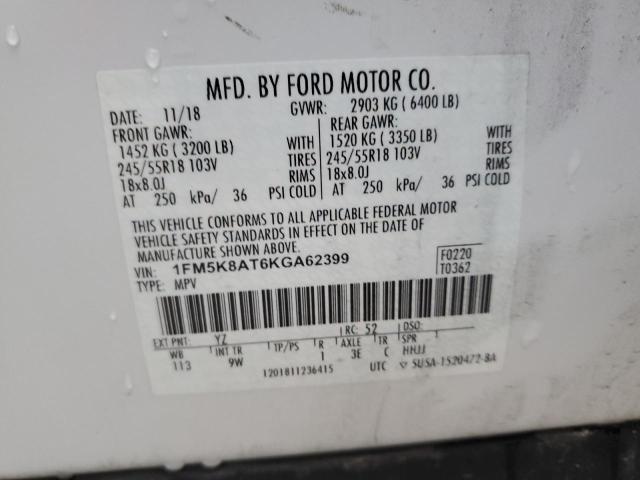 MFD. BY FORD MOTOR CO.
DATE: 11/18 GVWR: 2903 KG ( 6400 LB)
FRONT GAWR: REAR GAWR:
1452 KG ( 3200 LB) WITH 1520 KG ( 3350 LB) WITH
245/55R18 103V TIRES 245/55R18 103V TIRES
18x8.0J RIMS 18x8.0J RIMS
AT 250 kPa/ 36 PSI COLD AT 250 kPa/ 36 PSI COLD
THIS VEHICLE CONFORMS TO ALL APPLICABLE FEDERAL MOTOR
VEHICLE SAFETY STANDARDS IN EFFECT ON THE DATE OF
MANUFACTURE SHOWN ABOVE.
VIN: 1FM5K8AT6KGA62399 F0220
TYPE: MPV T0362
EXT PNT: YZ RC: 52 DSO:
WB INT TR TP/PS R AXLE TR SPR
113 9W 1 3E C HHJJ
1201811236415 UTC ▽ SUSA-1520472-BA